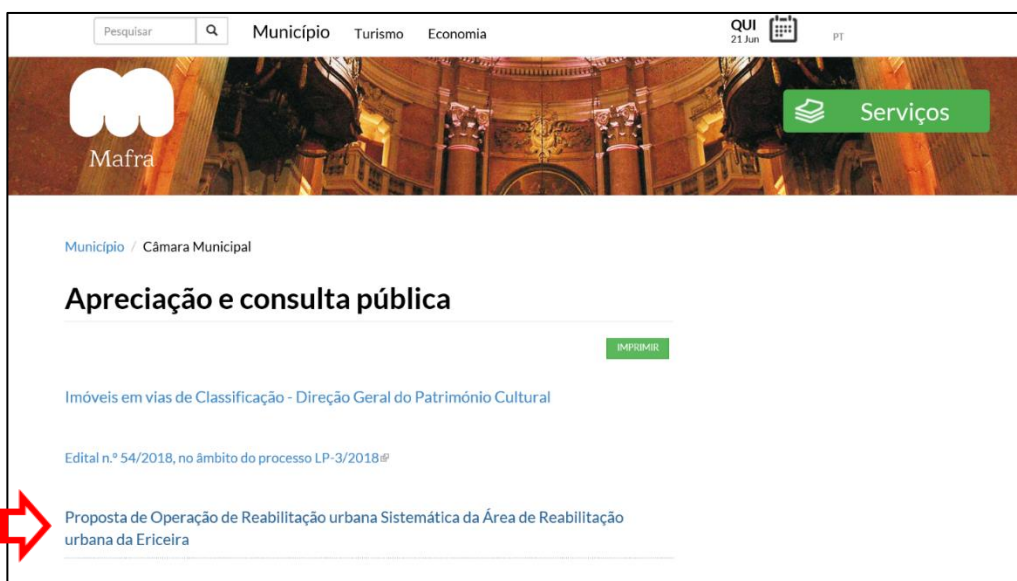 Pesquisar
Município Turismo Economia
QUI
21 Jun
PT
Mafra
Serviços
Município / Câmara Municipal
Apreciação e consulta pública
IMPRIMIR
Imóveis em vias de Classificação - Direção Geral do Património Cultural
Edital n.º 54/2018, no âmbito do processo LP-3/2018
Proposta de Operação de Reabilitação urbana Sistemática da Área de Reabilitação
urbana da Ericeira